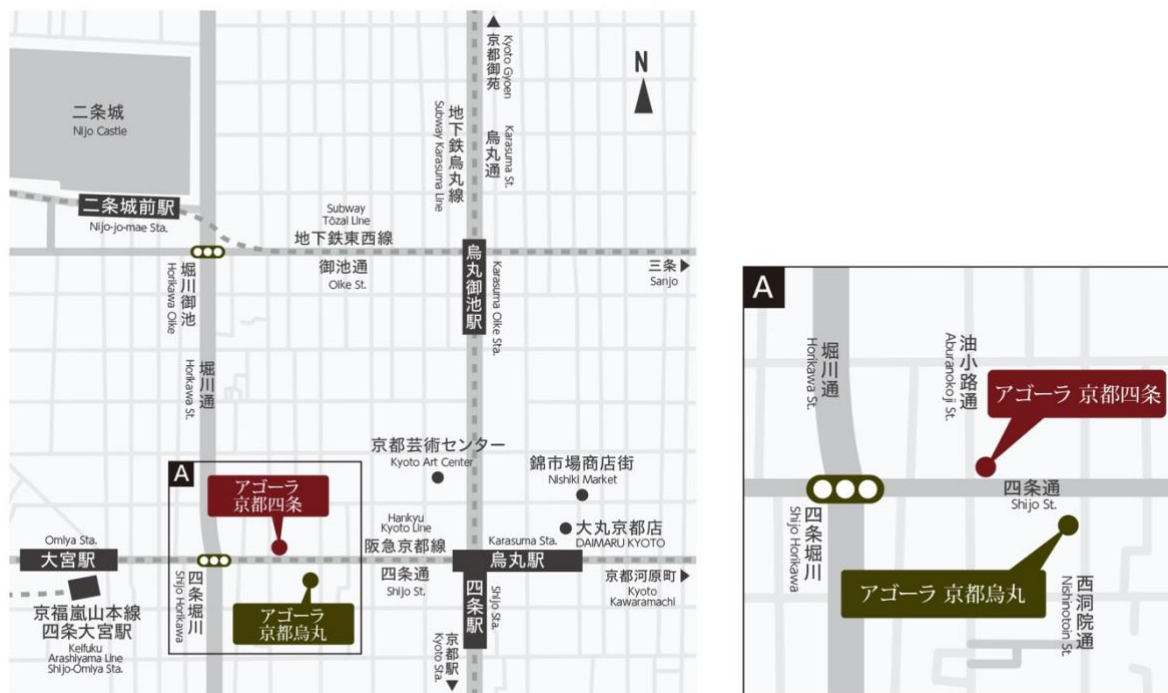 京都御苑
Kyoto Gyoen
N
二条城
Nijo Castle
地下鉄烏丸線
Subway Karasuma Line
烏丸通
Karasuma St.
二条城前駅
Nijo-jo-mae Sta.
Subway
Tōzai Line
地下鉄東西線
御池通
Oike St.
烏丸御池駅
Karasuma Oike Sta.
三条
Sanjo
堀川御池
Horikawa Oike
堀川通
Horikawa St.
京都芸術センター
Kyoto Art Center
錦市場商店街
Nishiki Market
大丸京都店
DAIMARU KYOTO
A
アゴーラ
京都四条
Hankyu
Kyoto Line
阪急京都線
四条通
Shijo St.
Karasuma Sta.
烏丸駅
京都河原町
Kyoto
Kawaramachi
Omiya Sta.
大宮駅
京福嵐山本線
四条大宮駅
Keifuku
Arashiyama Line
Shijo-Omiya Sta.
四条堀川
Shijo Horikawa
アゴーラ
京都烏丸
四条駅
Shijo Sta.
京都駅
Kyoto Sta.
A
堀川通
Horikawa St.
油小路通
Aburanokoji St.
アゴーラ 京都四条
四条通
Shijo St.
四条堀川
Shijo Horikawa
アゴーラ 京都烏丸
西洞院通
Nishinotoin St.